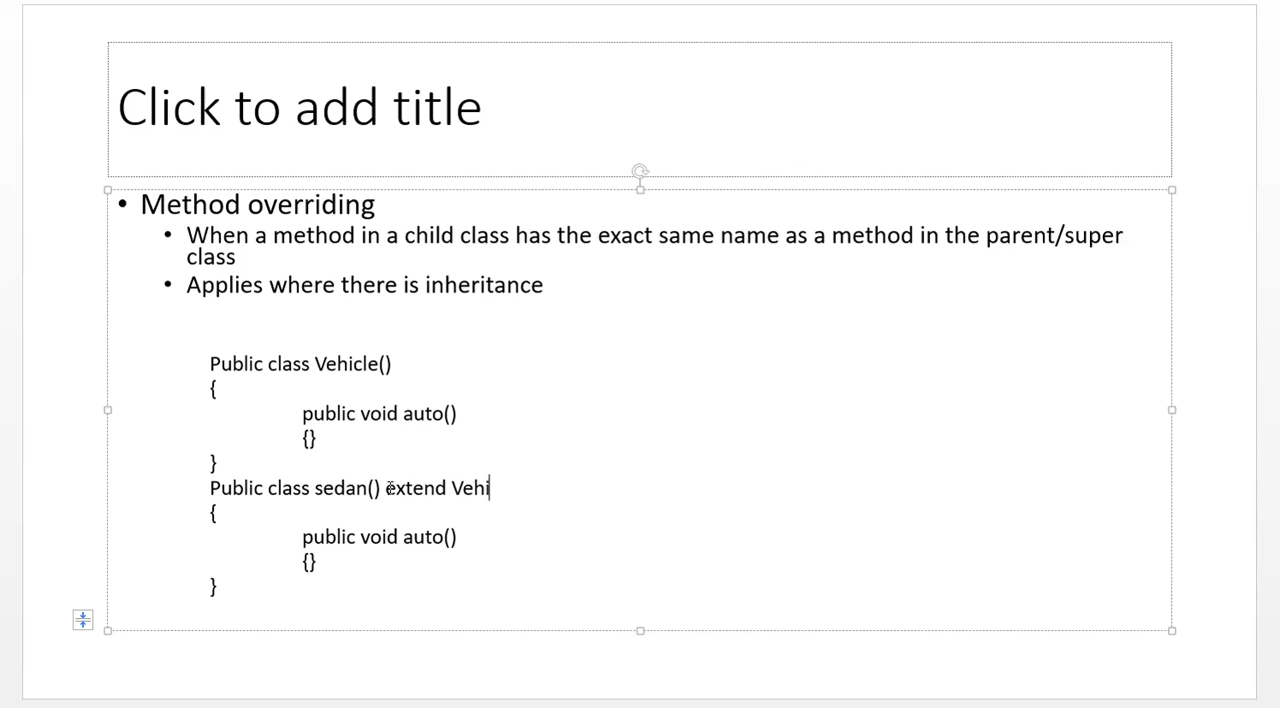 Click to add title
• Method overriding
• When a method in a child class has the exact same name as a method in the parent/super
class
• Applies where there is inheritance
Public class Vehicle()
{
public void auto()
{}
}
Public class sedan() extend Vehi
{
public void auto()
{}
}